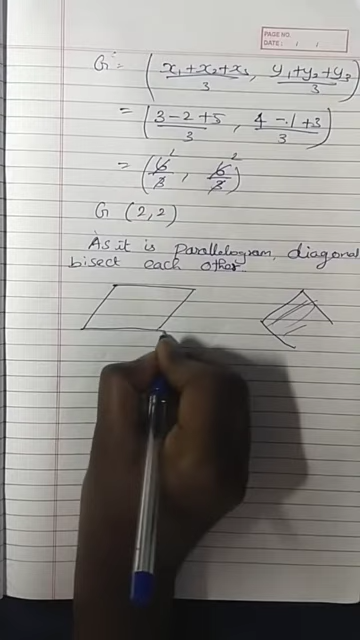 PAGE NO.
DATE : / /
G = ( x₁+x₂+x₃/3 , y₁+y₂+y₃/3 )
= ( 3-2+5/3 , 4-1+3/3 )
= ( 6/3 , 6/3 ) 2
G (2,2)
As it is parallelogram, diagonal
bisect each other.